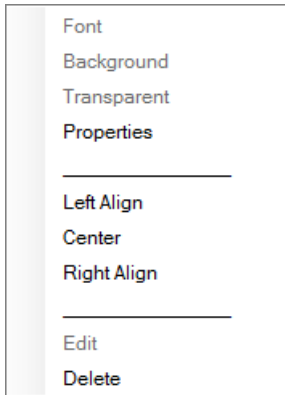 Font
Background
Transparent
Properties
Left Align
Center
Right Align
Edit
Delete